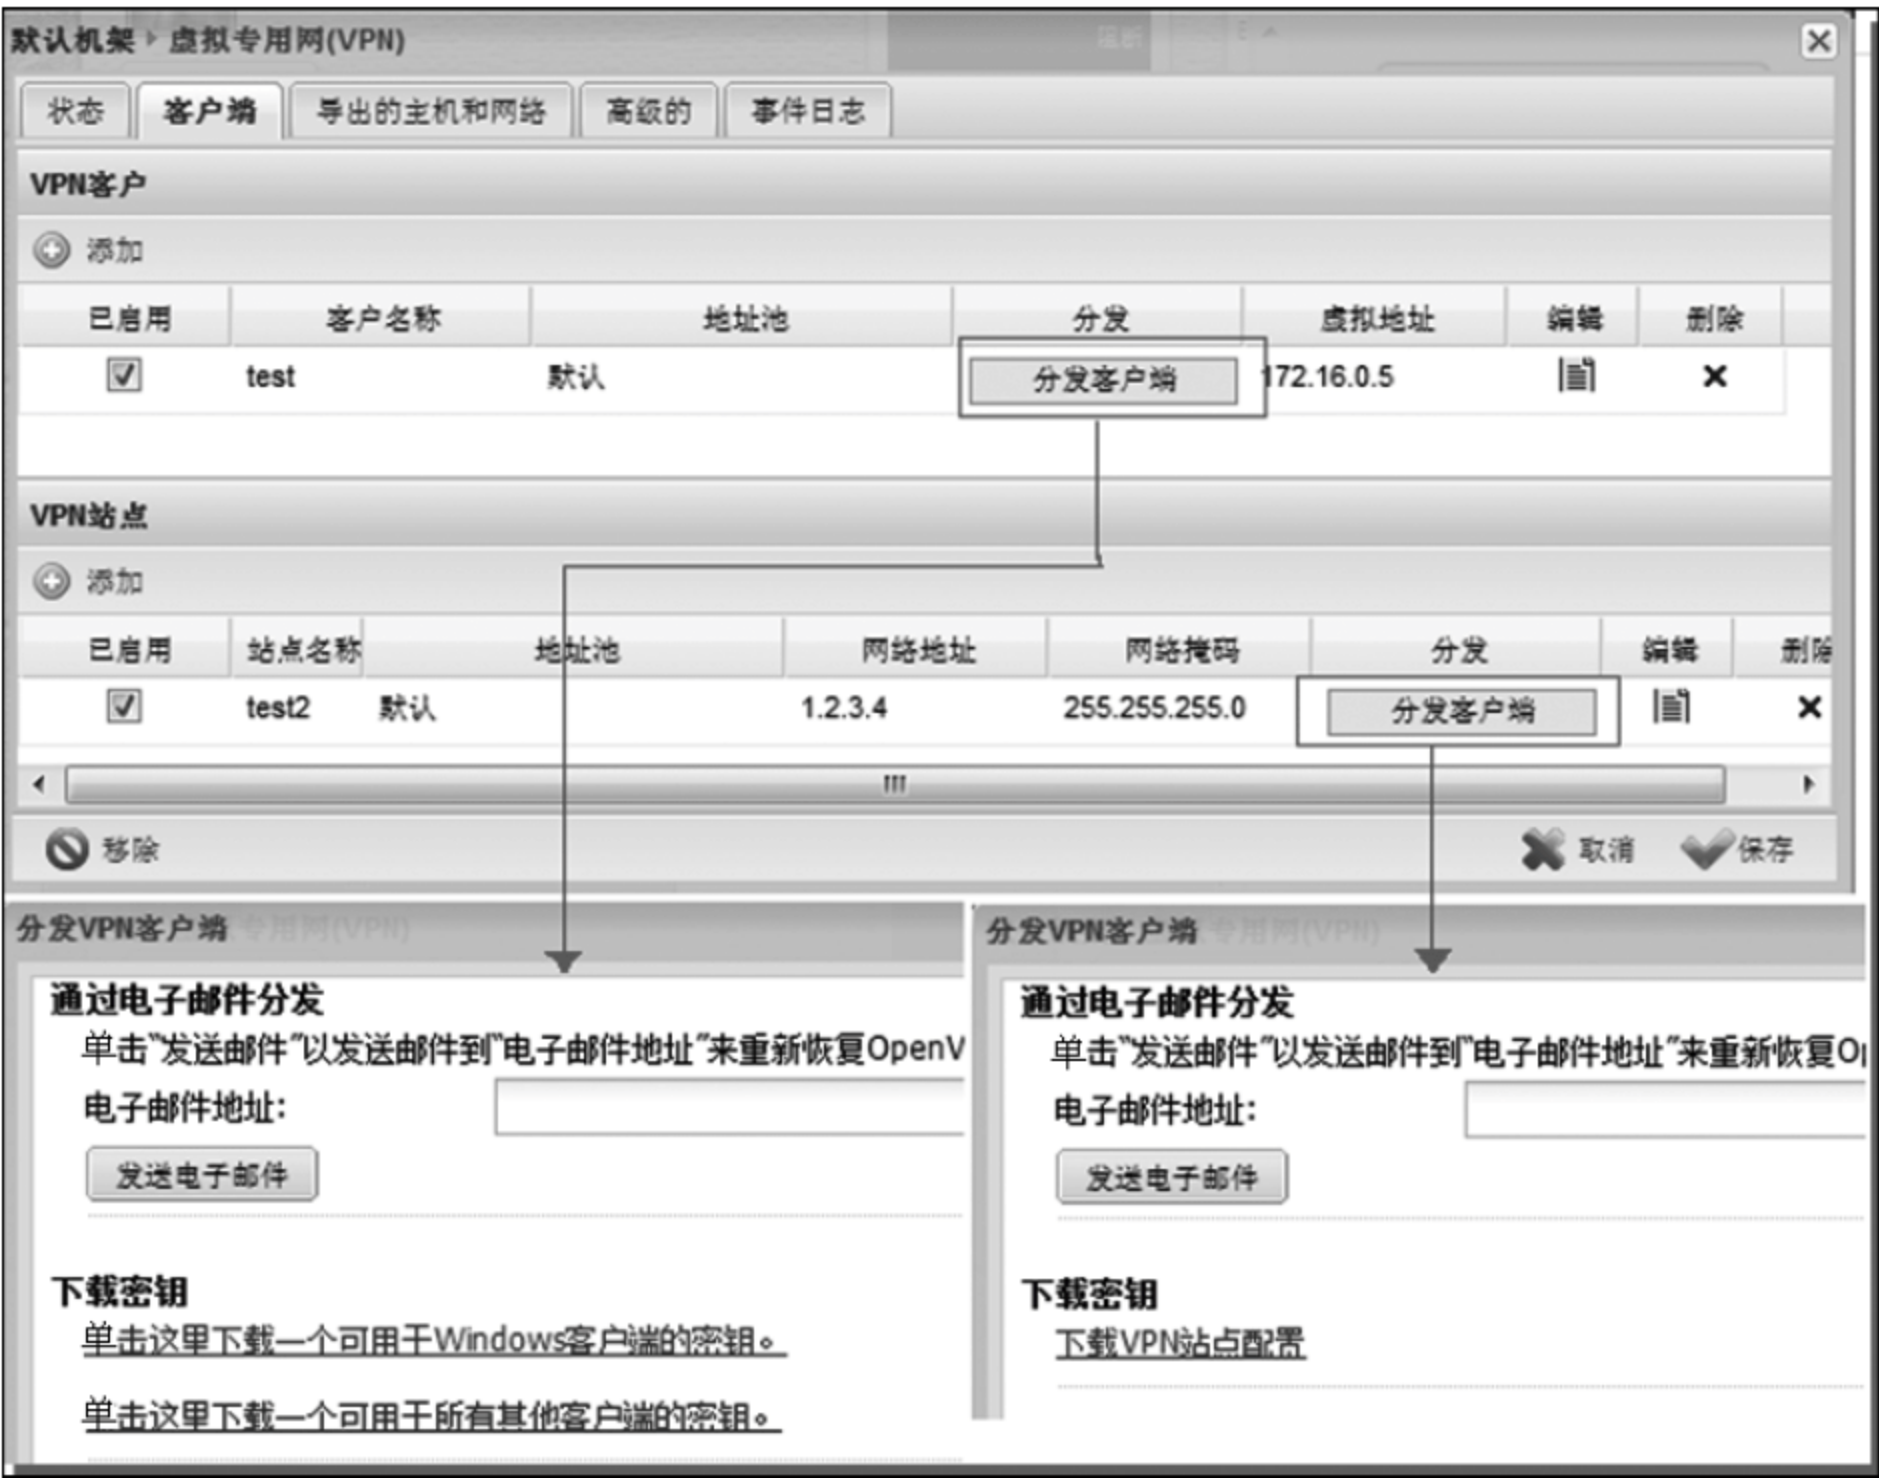 默认机架 虚拟专用网(VPN)
阻断
状态 客户端 导出的主机和网络 高级的 事件日志
VPN客户
添加
已启用 客户名称 地址池 分发 虚拟地址 编辑 删除
test 默认 分发客户端 172.16.0.5
VPN站点
添加
已启用 站点名称 地址池 网络地址 网络掩码 分发 编辑 删除
test2 默认 1.2.3.4 255.255.255.0 分发客户端
移除 取消 保存
分发VPN客户端 专用网(VPN)
通过电子邮件分发
单击"发送邮件"以发送邮件到"电子邮件地址"来重新恢复OpenV
电子邮件地址:
发送电子邮件
下载密钥
单击这里下载一个可用于Windows客户端的密钥。
单击这里下载一个可用于所有其他客户端的密钥。
分发VPN客户端 专用网(VPN)
通过电子邮件分发
单击"发送邮件"以发送邮件到"电子邮件地址"来重新恢复Op
电子邮件地址:
发送电子邮件
下载密钥
下载VPN站点配置